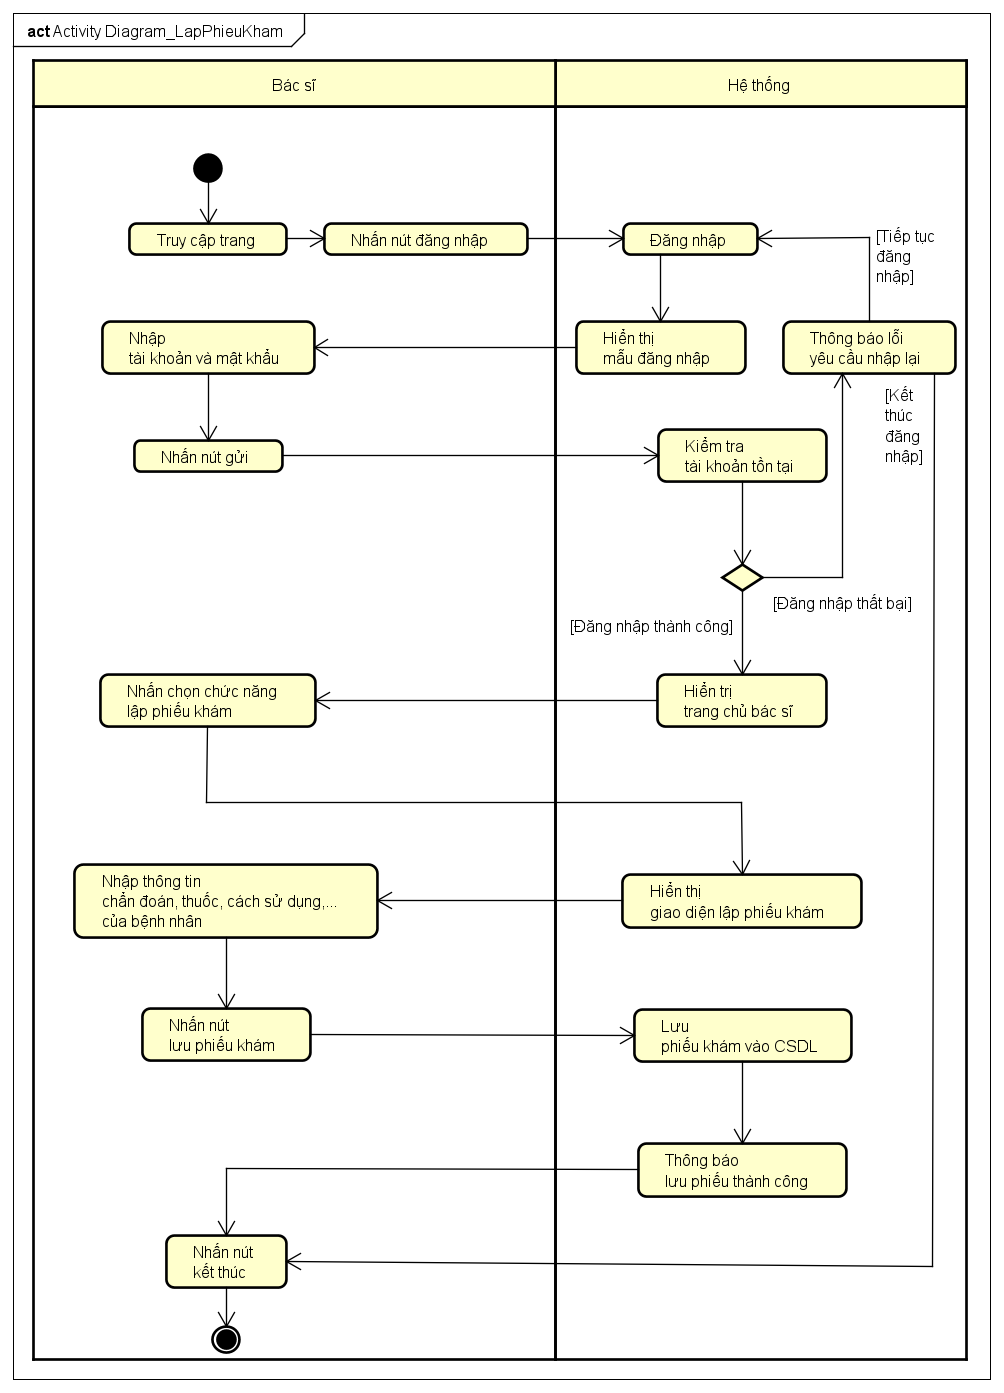 act Activity Diagram_LapPhieuKham
Bác sĩ
Hệ thống
Truy cập trang
Nhấn nút đăng nhập
Đăng nhập
[Tiếp tục
đăng
nhập]
Nhập
tài khoản và mật khẩu
Hiển thị
mẫu đăng nhập
Thông báo lỗi
yêu cầu nhập lại
[Kết
thúc
đăng
nhập]
Nhấn nút gửi
Kiểm tra
tài khoản tồn tại
[Đăng nhập thất bại]
[Đăng nhập thành công]
Nhấn chọn chức năng
lập phiếu khám
Hiển trị
trang chủ bác sĩ
Nhập thông tin
chẩn đoán, thuốc, cách sử dụng,...
của bệnh nhân
Hiển thị
giao diện lập phiếu khám
Nhấn nút
lưu phiếu khám
Lưu
phiếu khám vào CSDL
Thông báo
lưu phiếu thành công
Nhấn nút
kết thúc